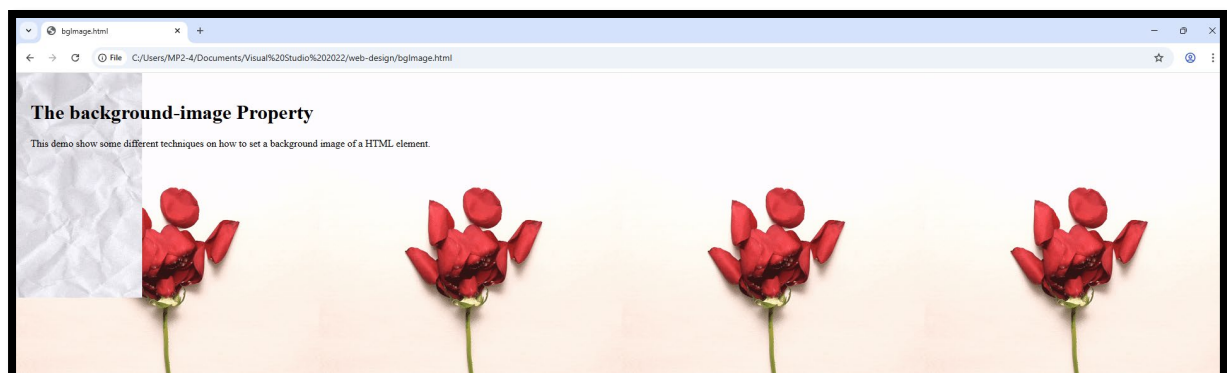 bgImage.html
File C:/Users/MP2-4/Documents/Visual%20Studio%202022/web-design/bgImage.html
The background-image Property
This demo show some different techniques on how to set a background image of a HTML element.